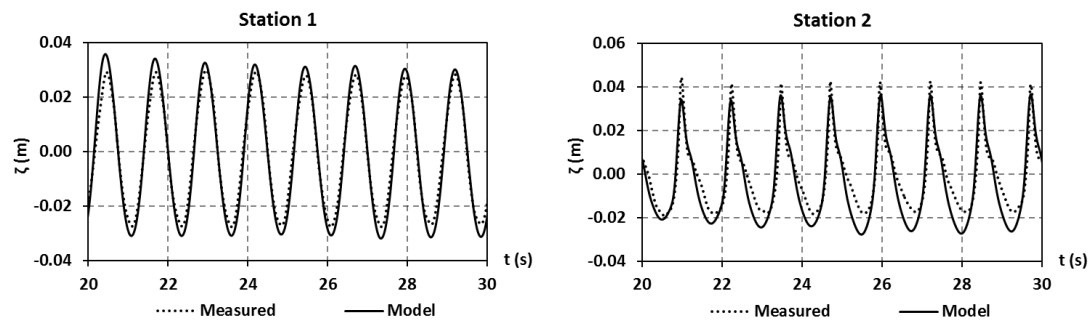 Station 1
0.04
0.02
0.00
-0.02
-0.04
ζ (m)
20 22 24 26 28 30
t (s)
Measured Model
Station 2
0.06
0.04
0.02
0.00
-0.02
-0.04
ζ (m)
20 22 24 26 28 30
t (s)
Measured Model